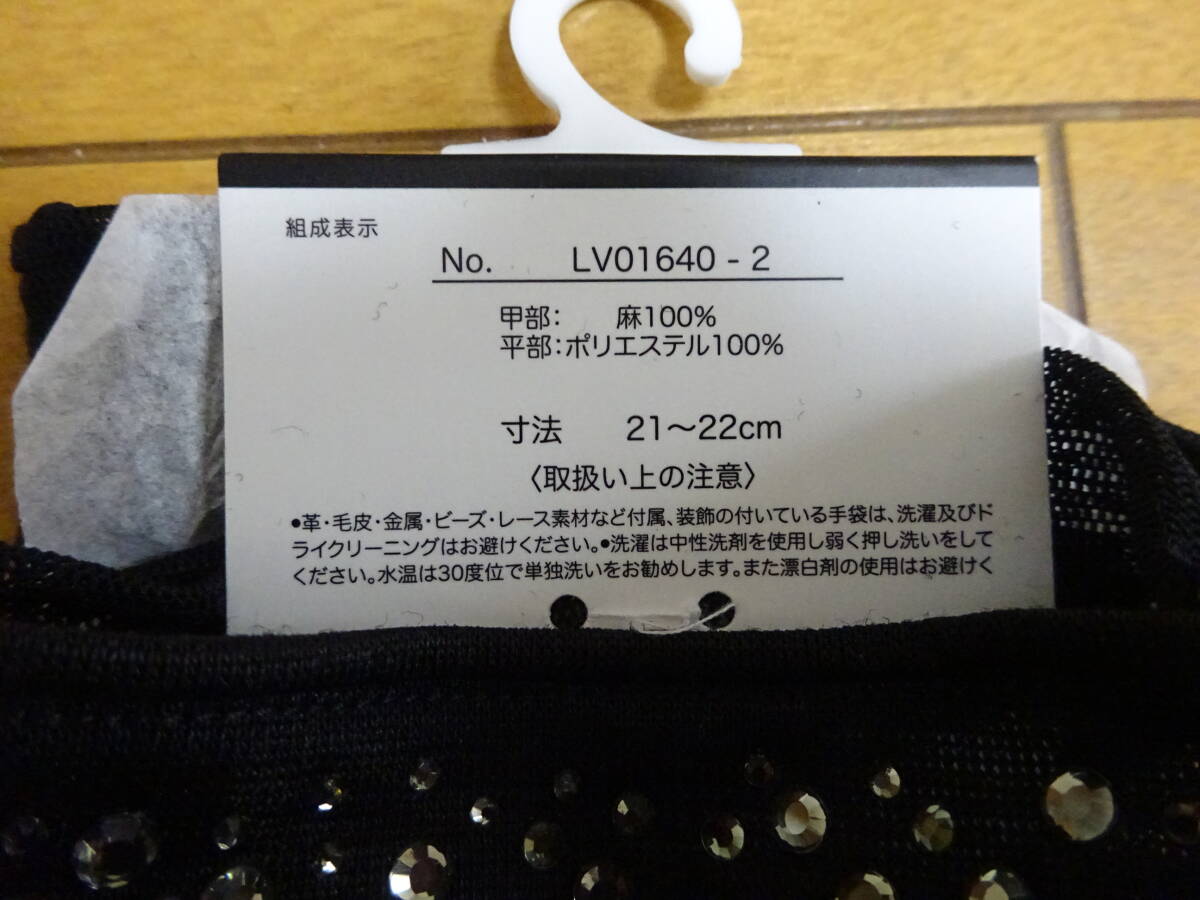 組成表示
No. LV01640 - 2
甲部: 麻100%
平部:ポリエステル100%
寸法 21～22cm
〈取扱い上の注意〉
●革・毛皮・金属・ビーズ・レース素材など付属、装飾の付いている手袋は、洗濯及びド
ライクリーニングはお避けください。●洗濯は中性洗剤を使用し弱く押し洗いをして
ください。水温は30度位で単独洗いをお勧めします。また漂白剤の使用はお避けく